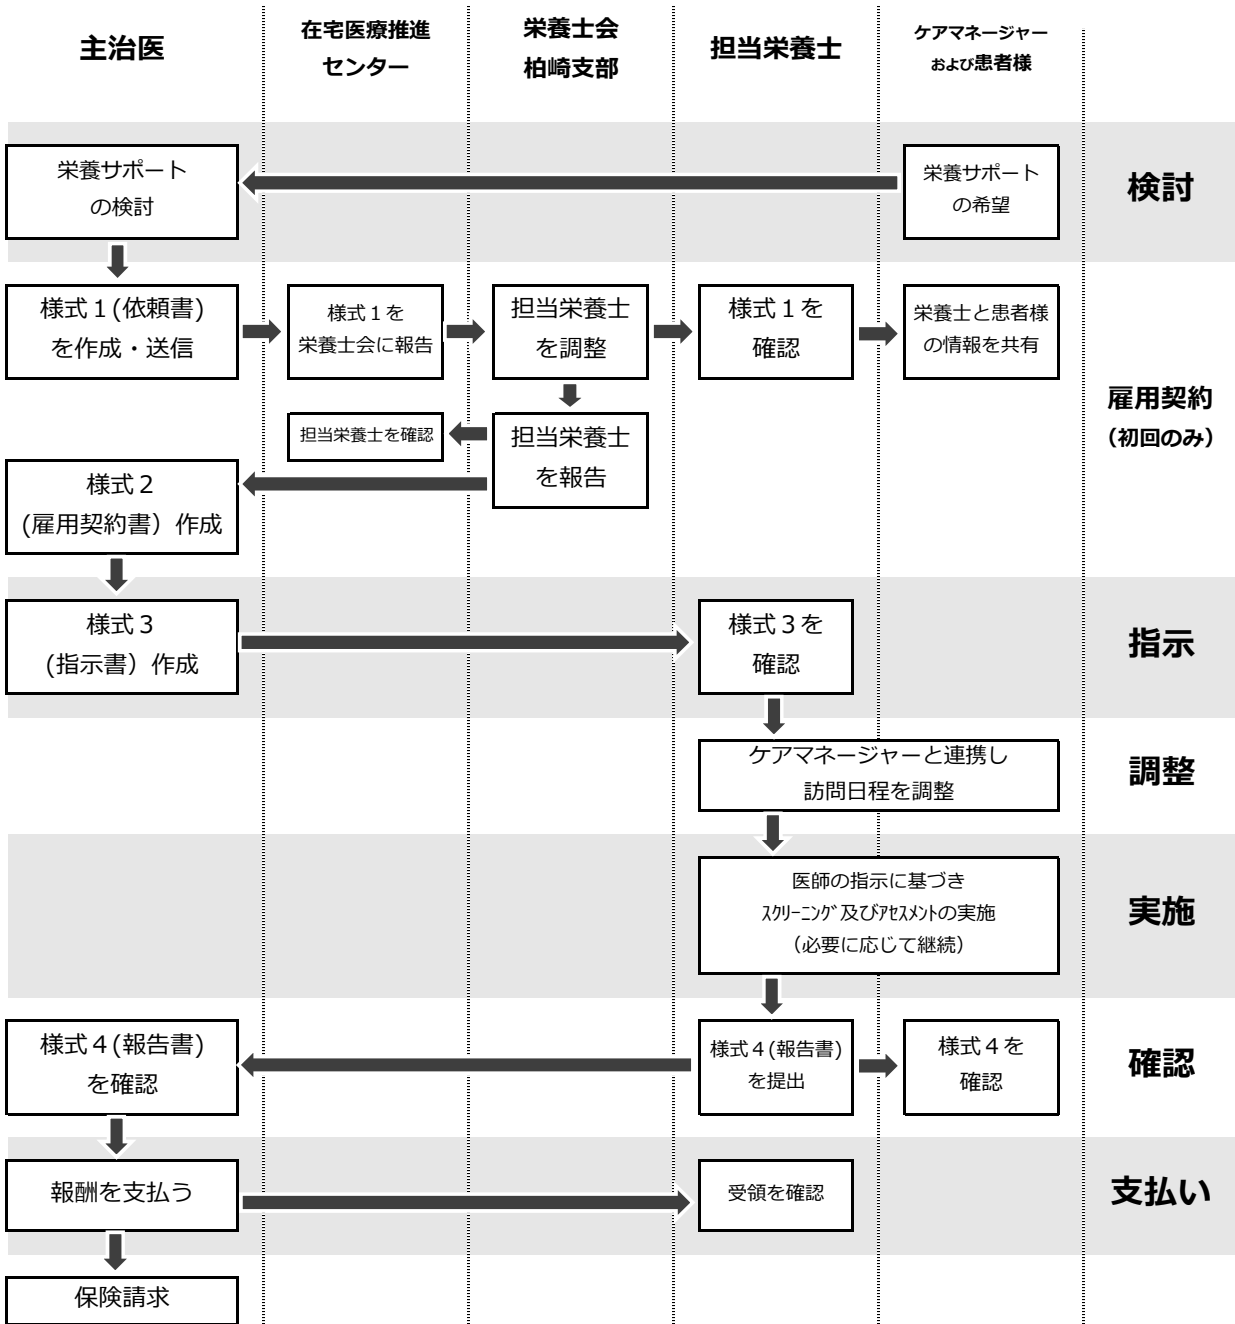 主治医
在宅医療推進
センター
栄養士会
柏崎支部
担当栄養士
ケアマネージャー
および患者様
栄養サポート
の検討
栄養サポート
の希望
検討
様式１(依頼書)
を作成・送信
様式１を
栄養士会に報告
担当栄養士
を調整
様式１を
確認
栄養士と患者様
の情報を共有
雇用契約
（初回のみ）
担当栄養士を確認
担当栄養士
を報告
様式２
(雇用契約書）作成
様式３
(指示書）作成
様式３を
確認
指示
ケアマネージャーと連携し
訪問日程を調整
調整
医師の指示に基づき
ｽｸﾘｰﾆﾝｸﾞ及びｱｾｽﾒﾝﾄの実施
（必要に応じて継続）
実施
様式４(報告書)
を確認
様式４(報告書)
を提出
様式４を
確認
確認
報酬を支払う
受領を確認
支払い
保険請求